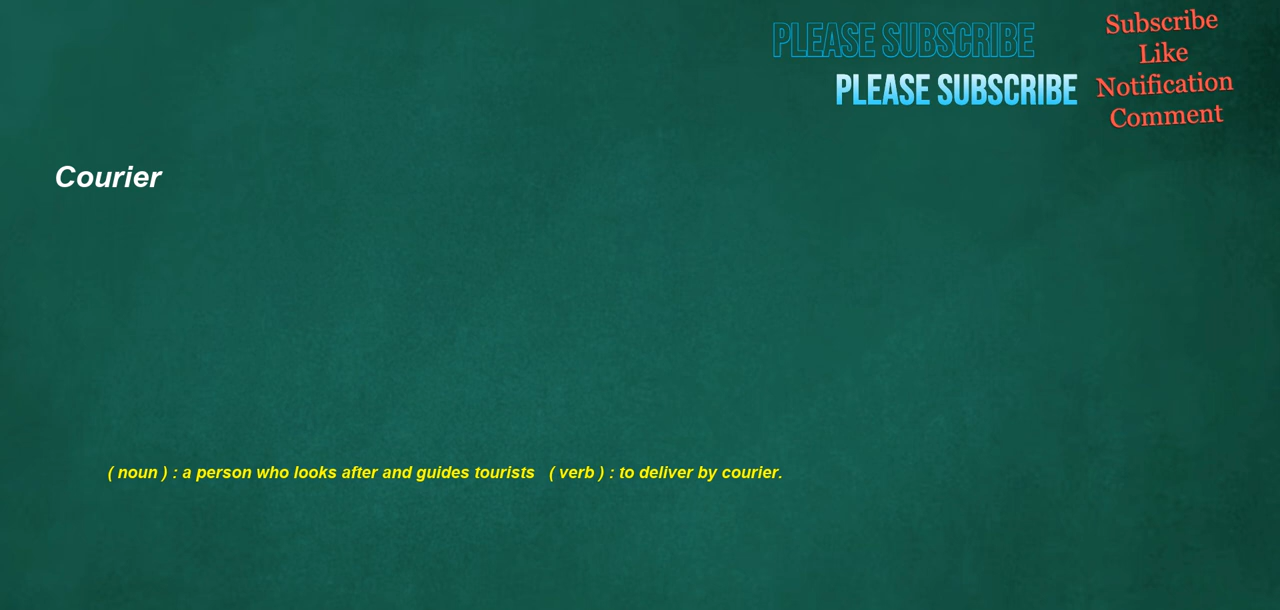 PLEASE SUBSCRIBE
PLEASE SUBSCRIBE
Subscribe
Like
Notification
Comment
Courier
( noun ) : a person who looks after and guides tourists   ( verb ) : to deliver by courier.